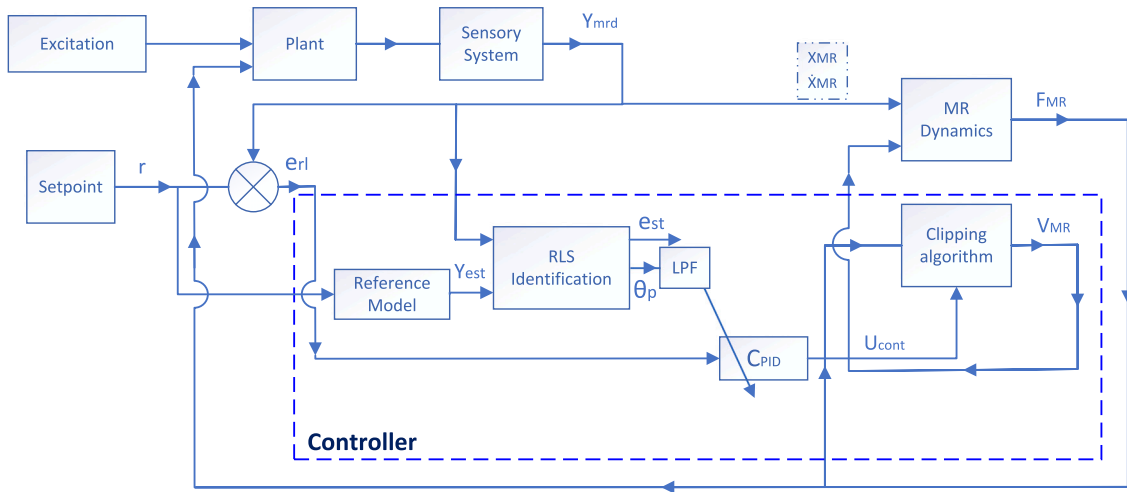 Excitation
Plant
Sensory
System
Ymrd
XMR
ẊMR
MR
Dynamics
FMR
Setpoint
r
erl
Clipping
algorithm
VMR
RLS
Identification
est
θp
LPF
Yest
Reference
Model
CPID
Ucont
Controller